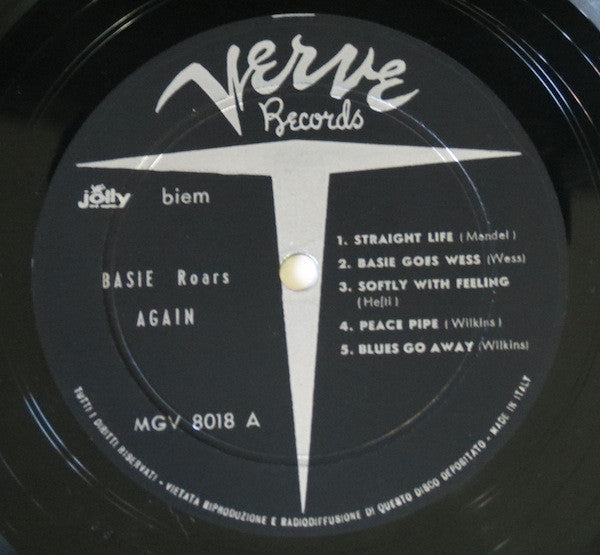 Verve
Records
jolly
biem
BASIE Roars
AGAIN
1. STRAIGHT LIFE (Mandel)
2. BASIE GOES WESS (Wess)
3. SOFTLY WITH FEELING
(Hefti)
4. PEACE PIPE (Wilkins)
5. BLUES GO AWAY (Wilkins)
MGV 8018 A
TUTTI I DIRITTI RISERVATI - VIETATA RIPRODUZIONE E RADIODIFFUSIONE DI QUESTO DISCO DEPOSITATO - MADE IN ITALY